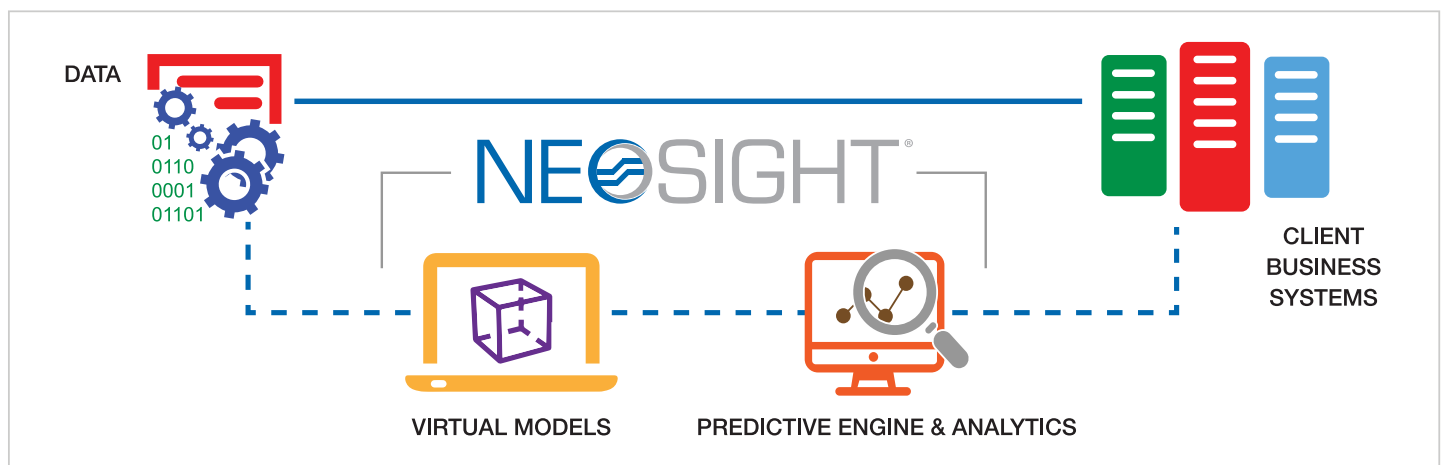 DATA
01
0110
0001
01101
NEOSIGHT®
CLIENT
BUSINESS
SYSTEMS
VIRTUAL MODELS
PREDICTIVE ENGINE & ANALYTICS